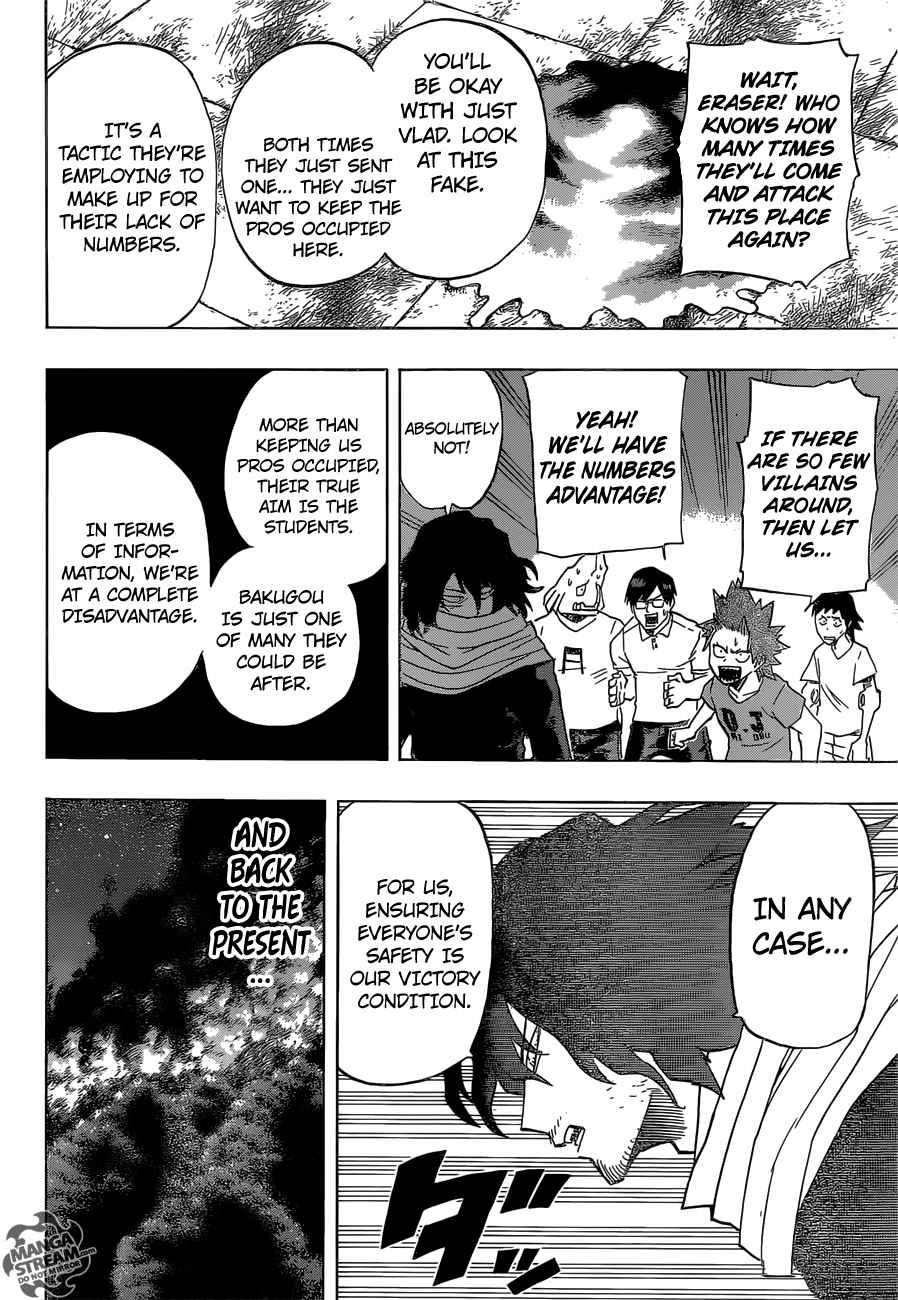 WAIT,
ERASER! WHO
KNOWS HOW
MANY TIMES
THEY'LL COME
AND ATTACK
THIS PLACE
AGAIN?
YOU'LL
BE OKAY
WITH JUST
VLAD. LOOK
AT THIS
FAKE.
BOTH TIMES
THEY JUST SENT
ONE... THEY JUST
WANT TO KEEP THE
PROS OCCUPIED
HERE.
IT'S A
TACTIC THEY'RE
EMPLOYING TO
MAKE UP FOR
THEIR LACK OF
NUMBERS.
IF THERE
ARE SO FEW
VILLAINS
AROUND,
THEN LET
US...
YEAH!
WE'LL HAVE
THE NUMBERS
ADVANTAGE!
ABSOLUTELY
NOT!
O.J
MORE THAN
KEEPING US
PROS OCCUPIED,
THEIR TRUE
AIM IS THE
STUDENTS.
BAKUGOU
IS JUST ONE
OF MANY THEY
COULD BE
AFTER.
IN TERMS
OF INFOR-
MATION, WE'RE
AT A COMPLETE
DISADVANTAGE.
IN ANY
CASE...
FOR US,
ENSURING
EVERYONE'S
SAFETY IS
OUR VICTORY
CONDITION.
ダッ
AND
BACK
TO THE
PRESENT
...
MANGA
STREAM.com
DO NOT MIRROR!